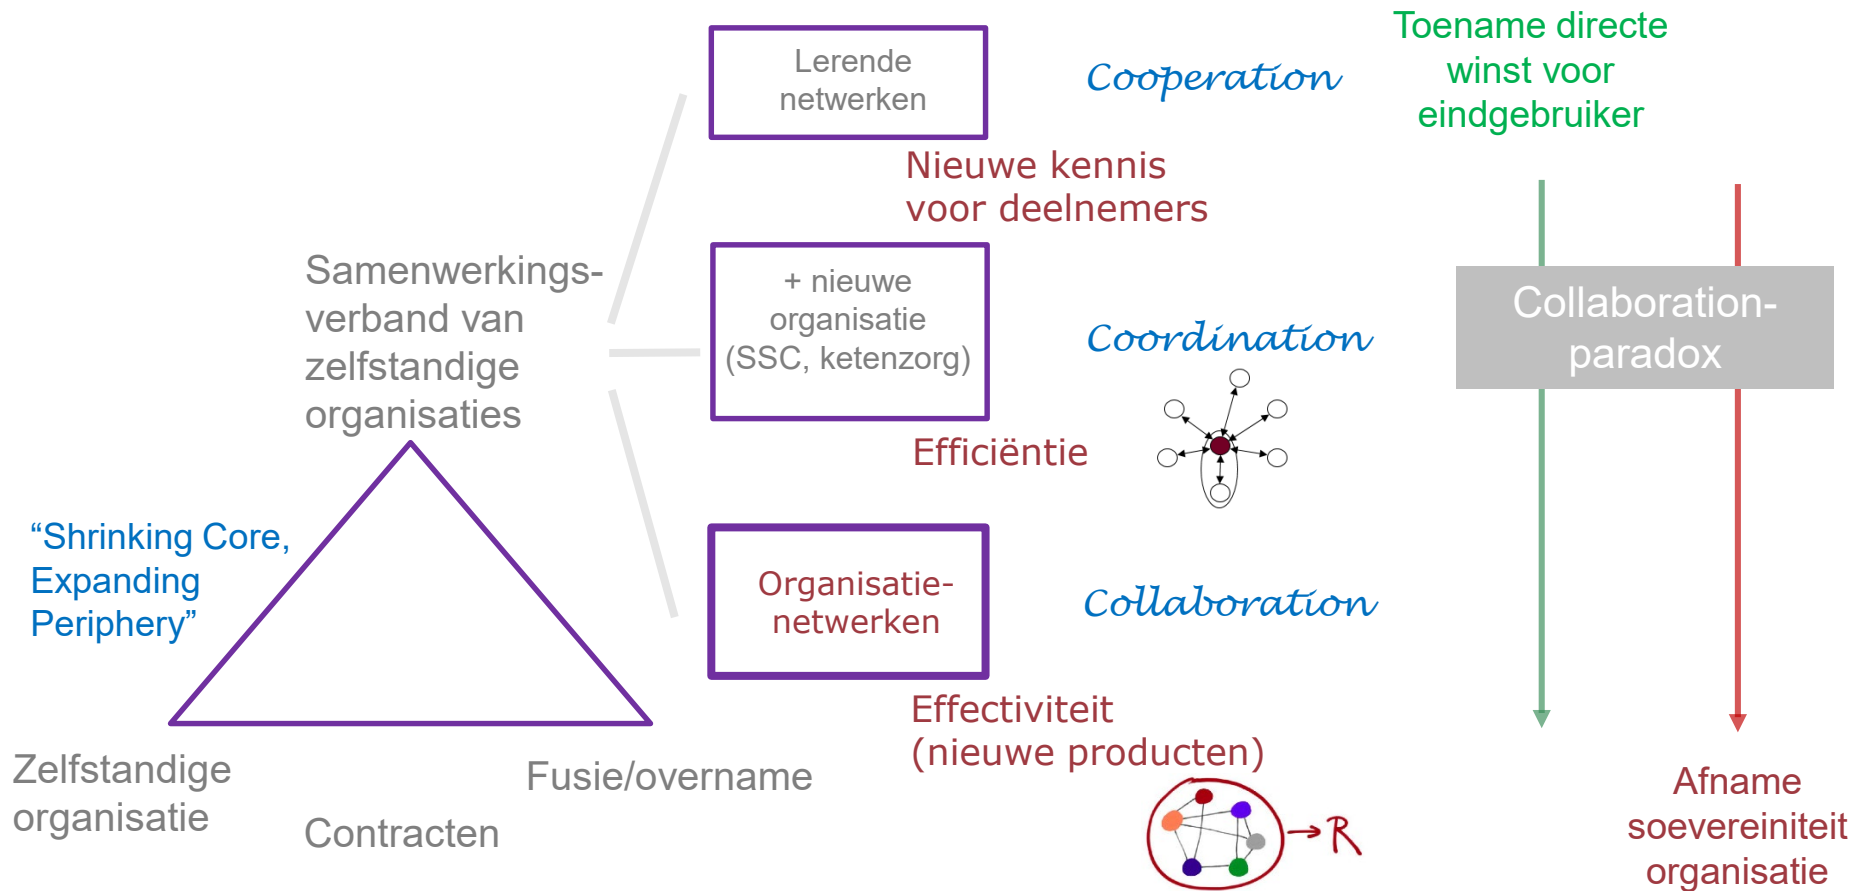 Lerende
netwerken
Cooperation
Toename directe
winst voor
eindgebruiker
Nieuwe kennis
voor deelnemers
Samenwerkings-
verband van
zelfstandige
organisaties
+ nieuwe
organisatie
(SSC, ketenzorg)
Coordination
Collaboration-
paradox
Efficiëntie
“Shrinking Core,
Expanding
Periphery”
Organisatie-
netwerken
Collaboration
Effectiviteit
(nieuwe producten)
Zelfstandige
organisatie
Contracten
Fusie/overname
R
Afname
soevereiniteit
organisatie